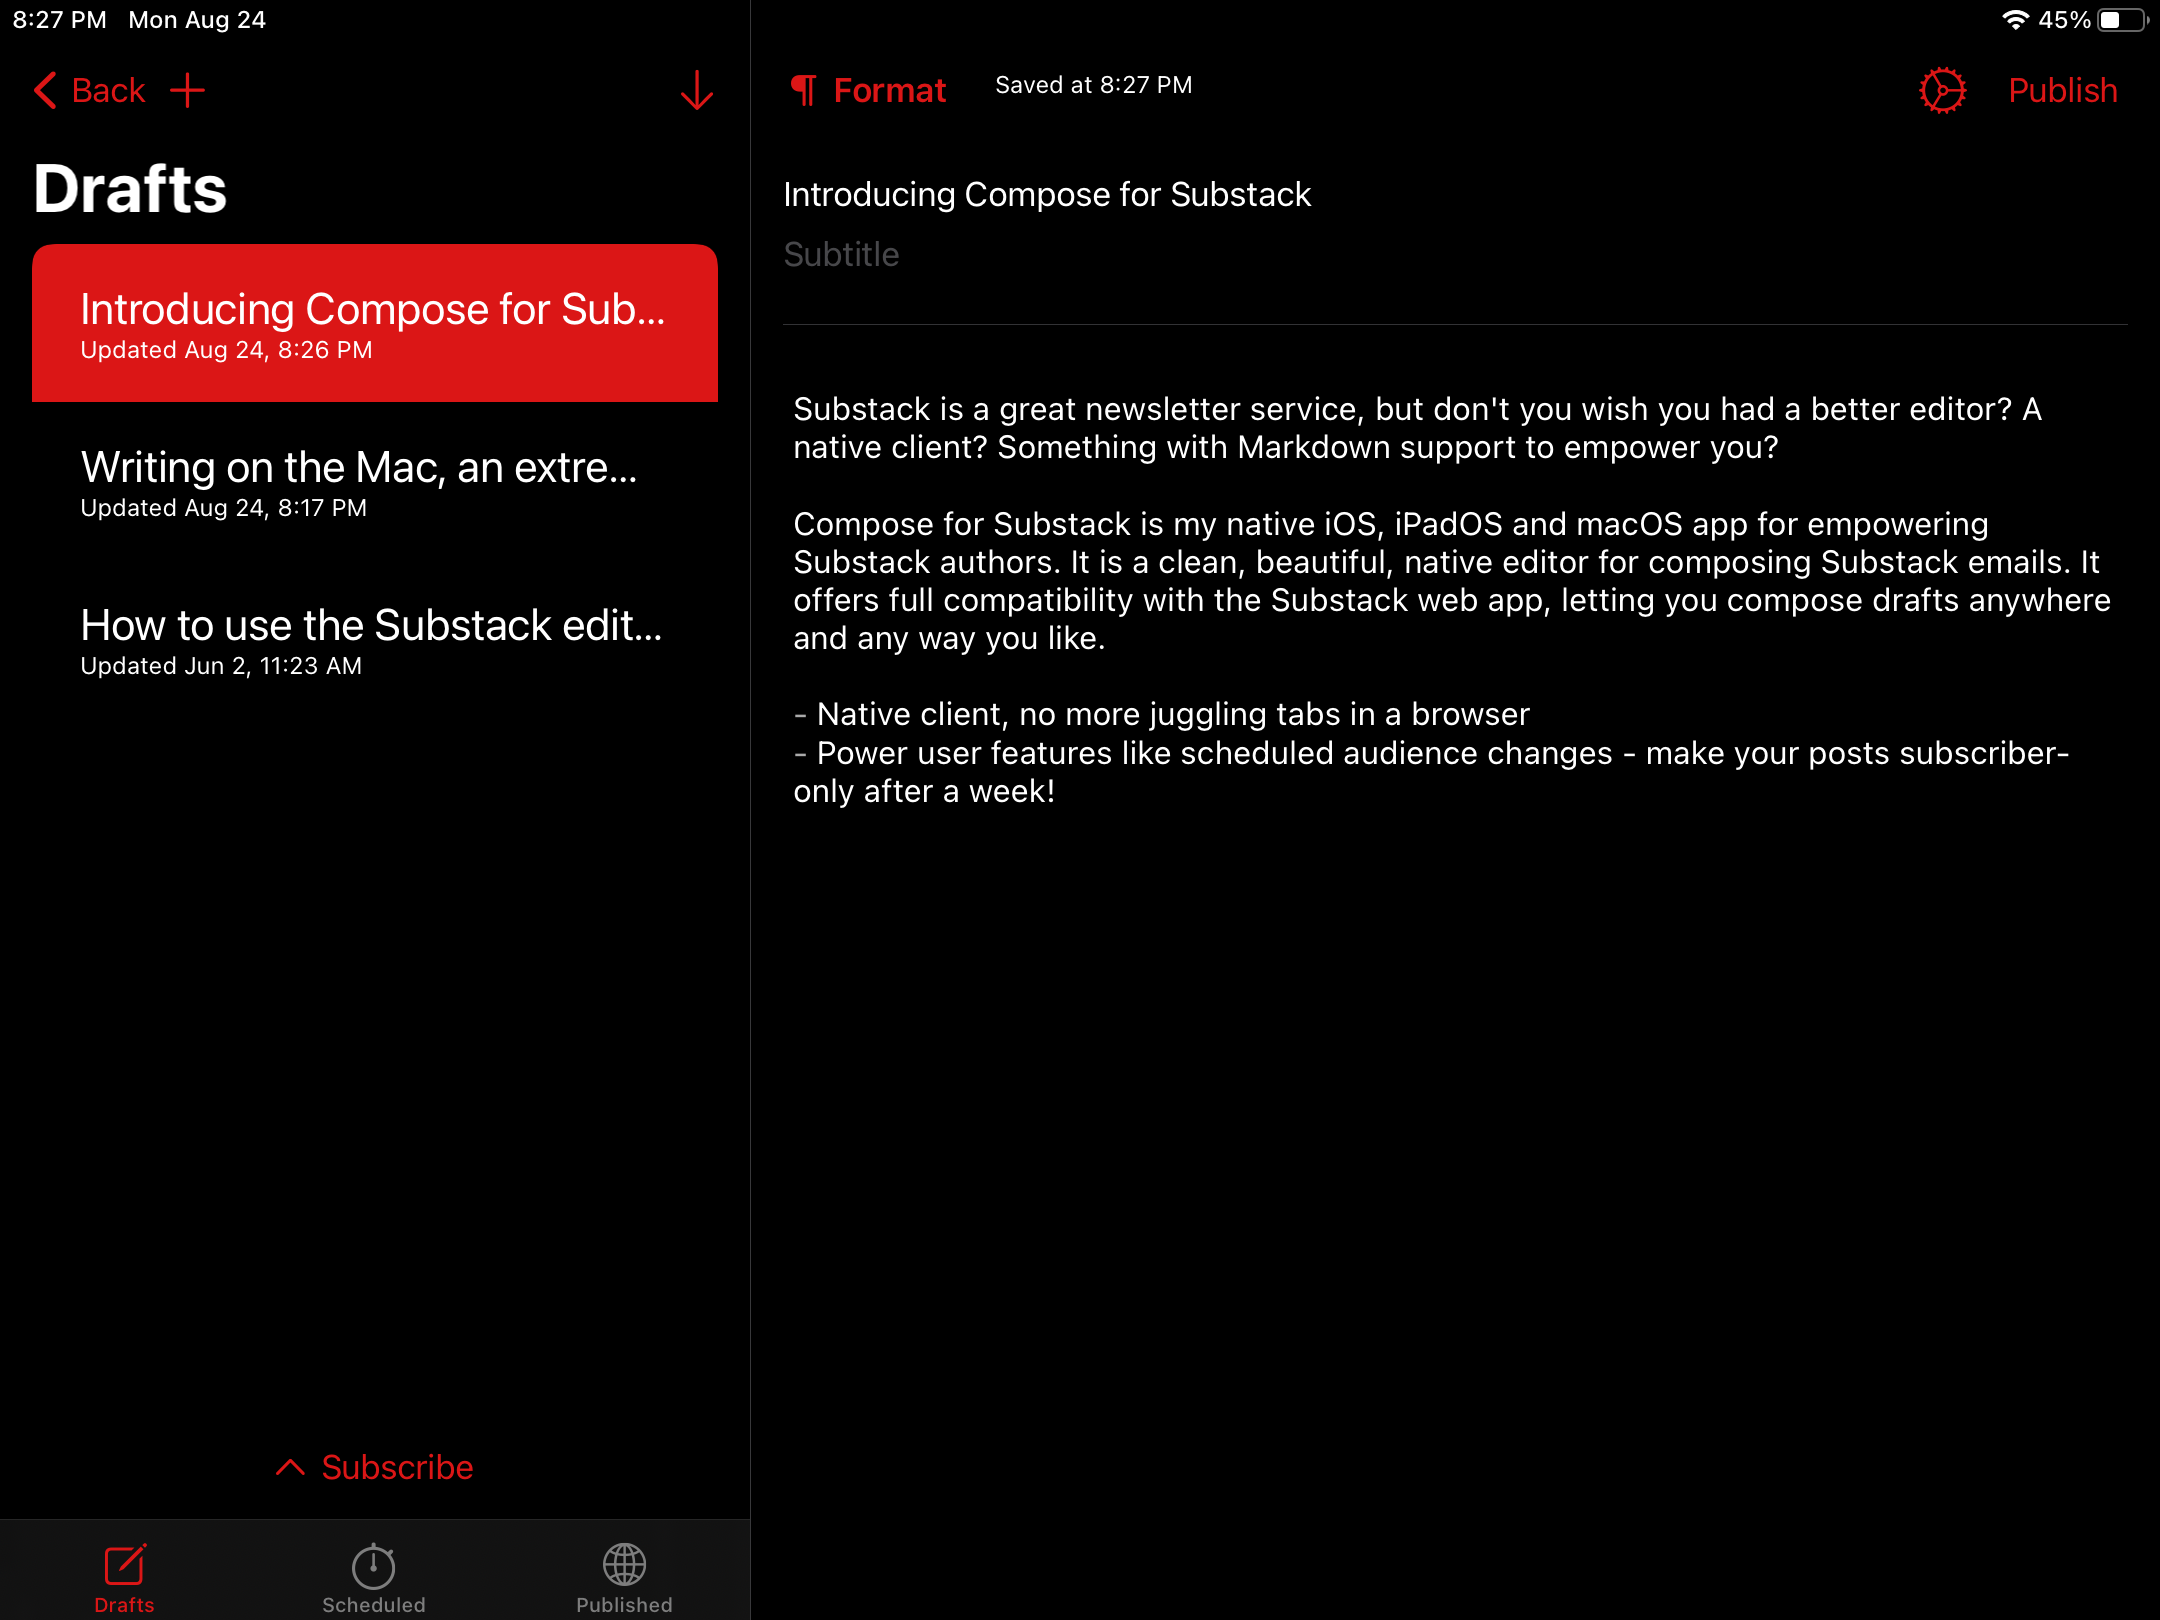 8:27 PM Mon Aug 24
45%
Back
Drafts
Introducing Compose for Sub...
Updated Aug 24, 8:26 PM
Writing on the Mac, an extre...
Updated Aug 24, 8:17 PM
How to use the Substack edit...
Updated Jun 2, 11:23 AM
Subscribe
Drafts
Scheduled
Published
¶ Format
Saved at 8:27 PM
Publish
Introducing Compose for Substack
Subtitle
Substack is a great newsletter service, but don't you wish you had a better editor? A
native client? Something with Markdown support to empower you?
Compose for Substack is my native iOS, iPadOS and macOS app for empowering
Substack authors. It is a clean, beautiful, native editor for composing Substack emails. It
offers full compatibility with the Substack web app, letting you compose drafts anywhere
and any way you like.
- Native client, no more juggling tabs in a browser
- Power user features like scheduled audience changes - make your posts subscriber-
only after a week!